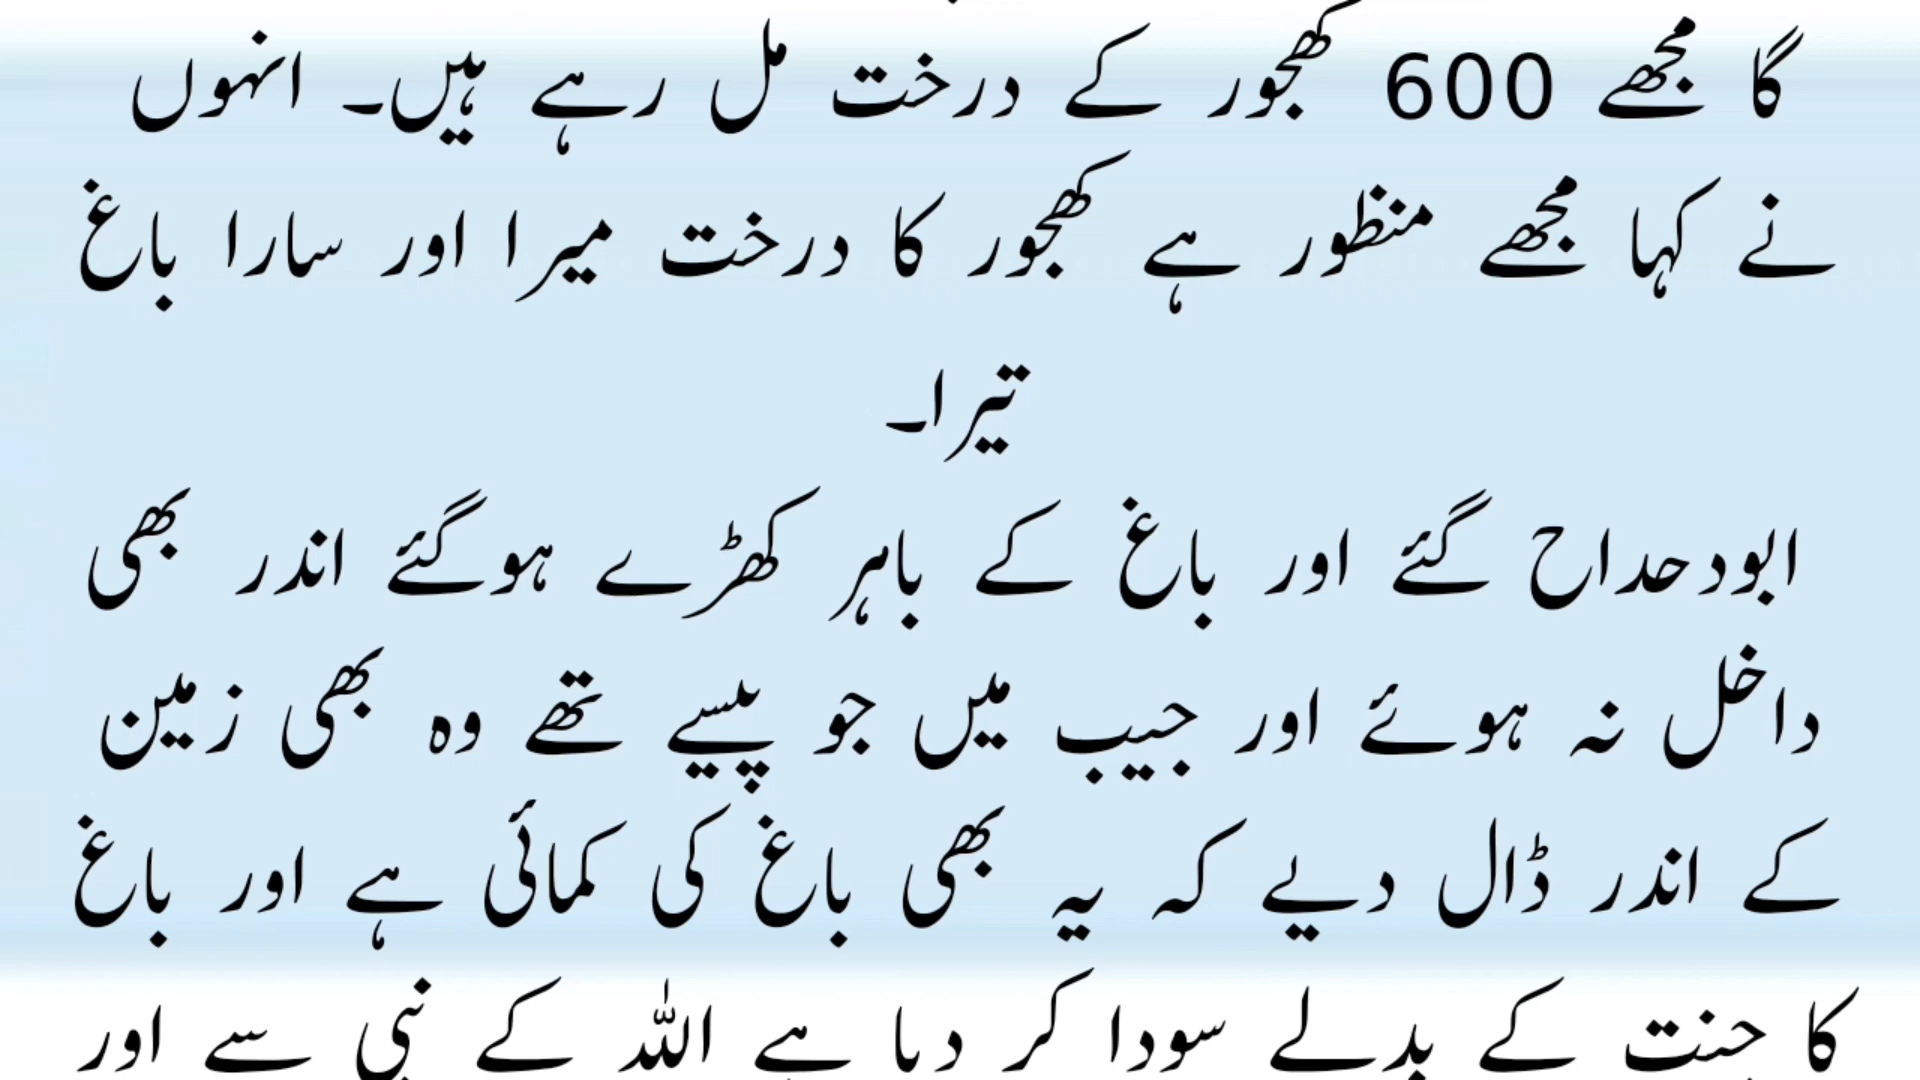 گا مجھے 600 کھجور کے درخت مل رہے ہیں۔ انہوں
نے کہا مجھے منظور ہے کھجور کا درخت میرا اور سارا باغ
تیرا۔
ابودحداح گئے اور باغ کے باہر کھڑے ہوگئے اندر بھی
داخل نہ ہوئے اور جیب میں جو پیسے تھے وہ بھی زمین
کے اندر ڈال دیے کہ یہ بھی باغ کی کمائی ہے اور باغ
کا جنت کے بدلے سودا کر دیا ہے اللہ کے نبی سے اور